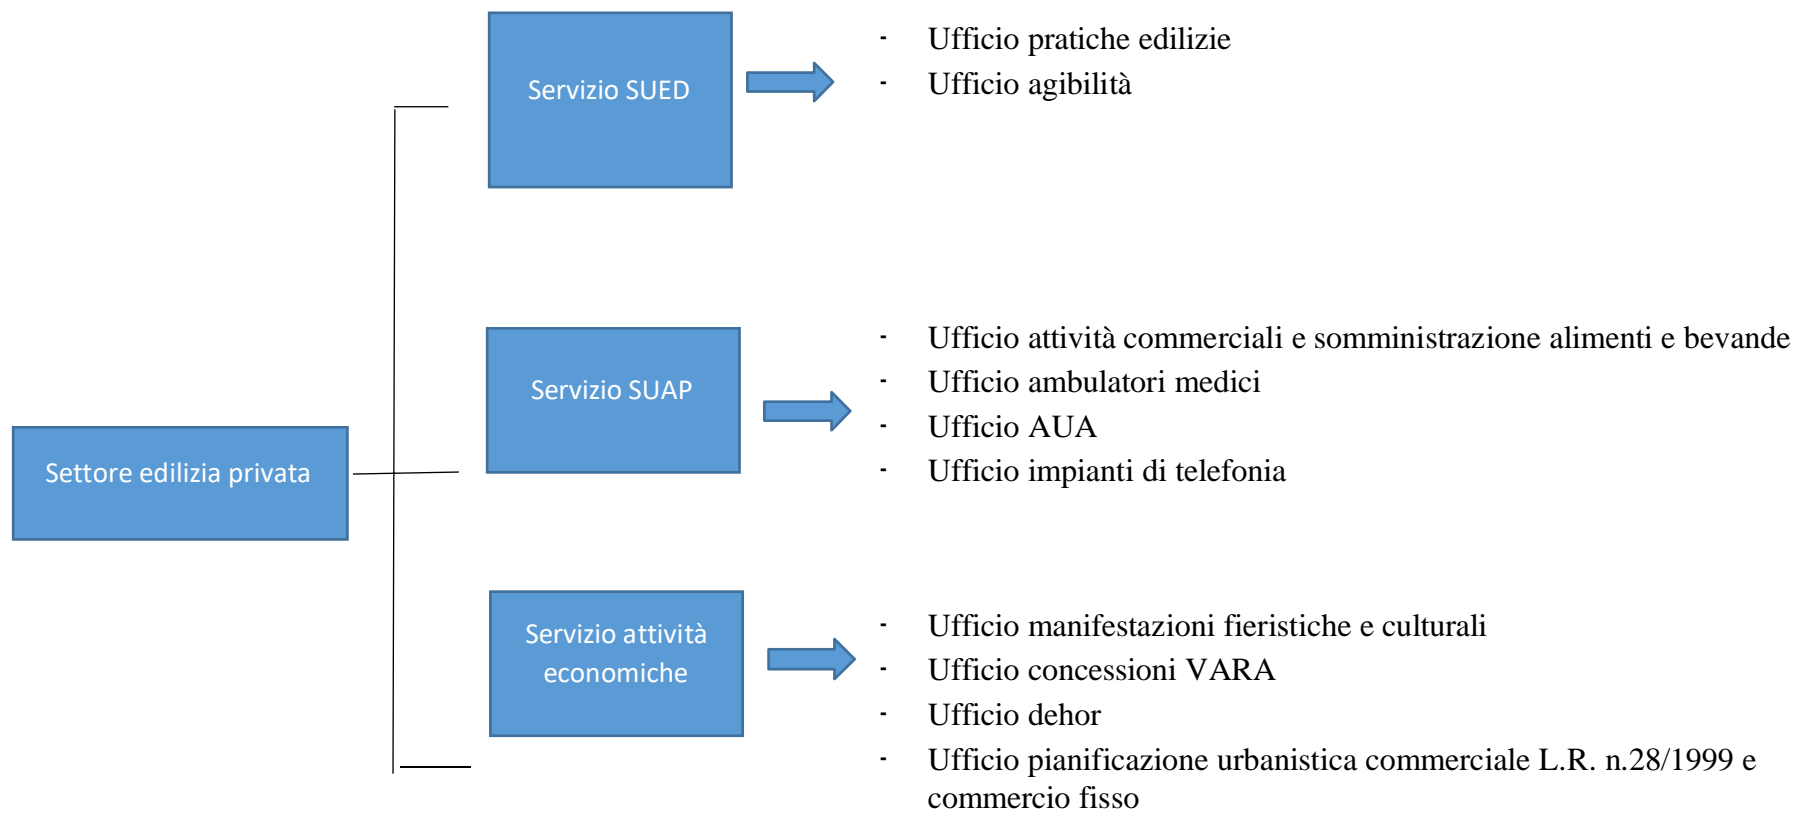 Servizio SUED
- Ufficio pratiche edilizie
- Ufficio agibilità
Servizio SUAP
- Ufficio attività commerciali e somministrazione alimenti e bevande
- Ufficio ambulatori medici
- Ufficio AUA
- Ufficio impianti di telefonia
Settore edilizia privata
Servizio attività
economiche
- Ufficio manifestazioni fieristiche e culturali
- Ufficio concessioni VARA
- Ufficio dehor
- Ufficio pianificazione urbanistica commerciale L.R. n.28/1999 e
commercio fisso